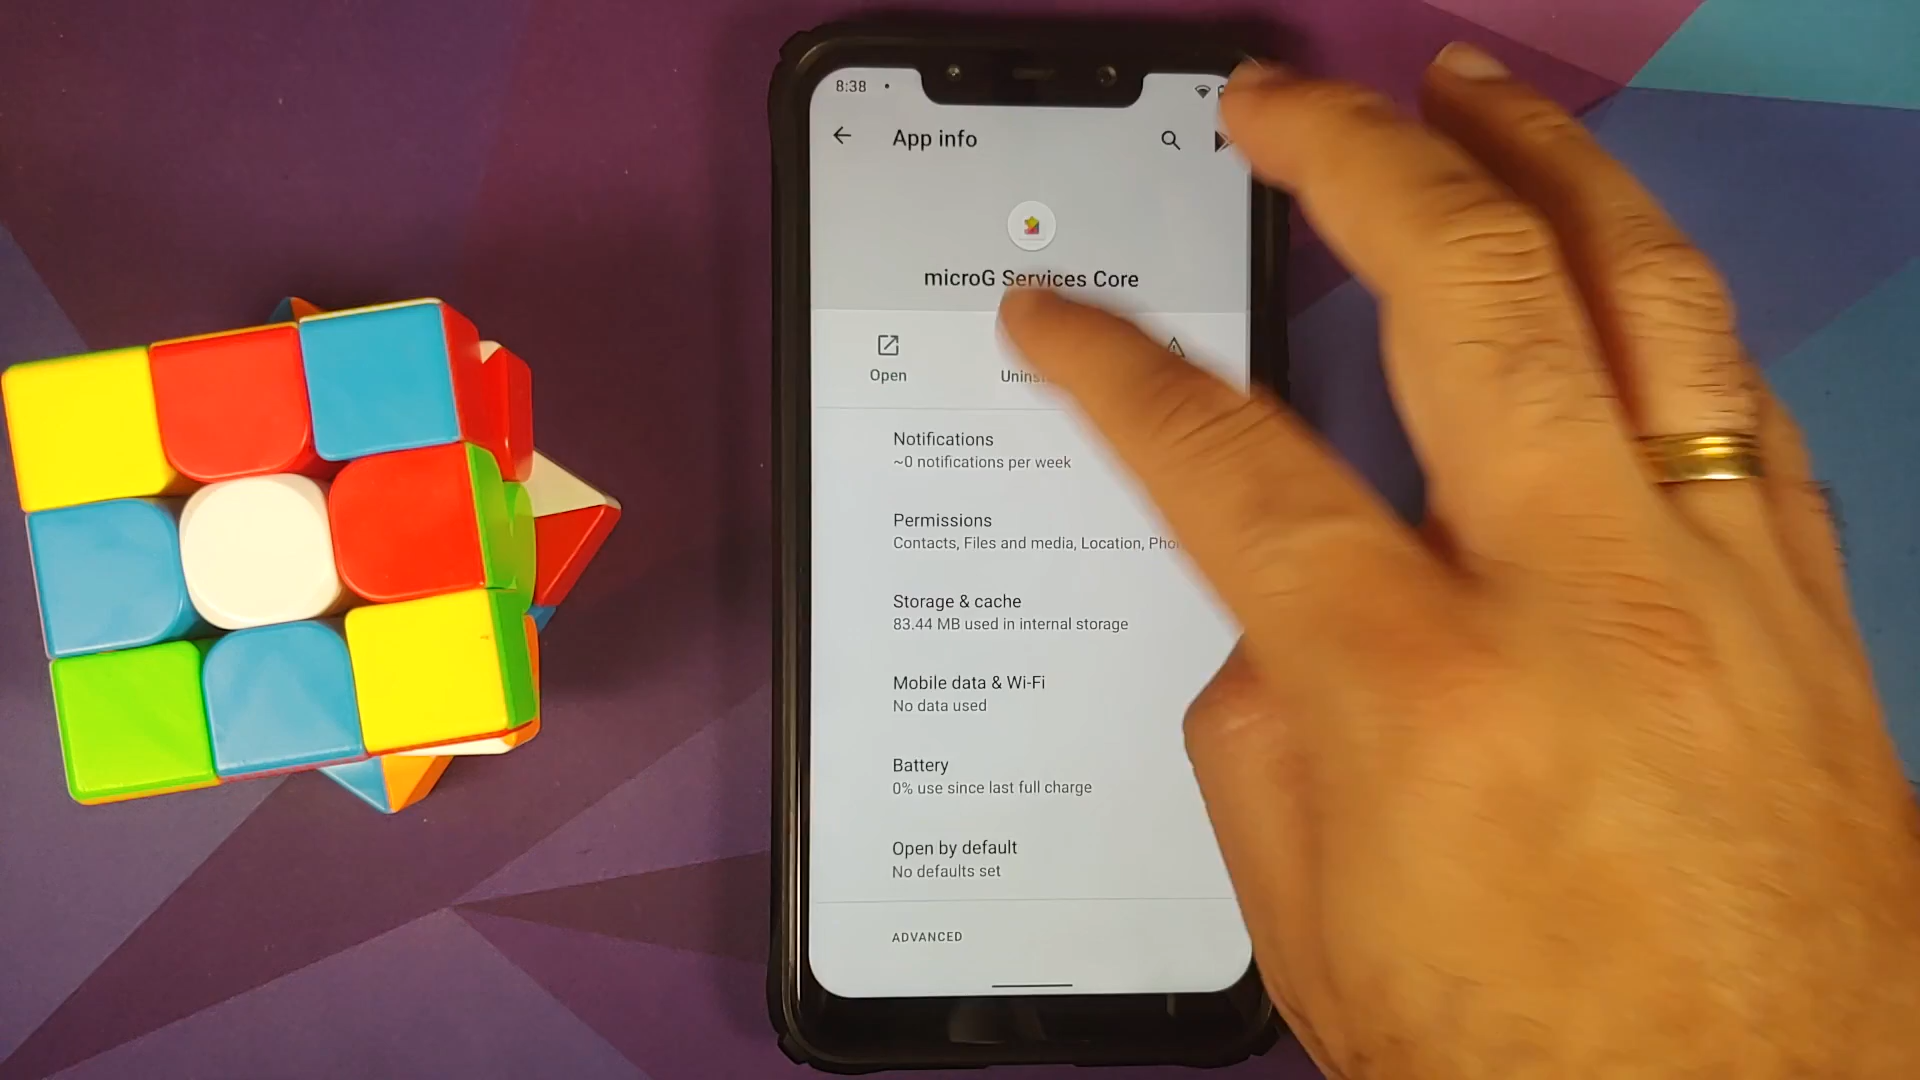 8:38
App info
microG Services Core
Open
Notifications
~0 notifications per week
Permissions
Contacts, Files and media, Location,
Storage & cache
83.44 MB used in internal storage
Mobile data & Wi-Fi
No data used
Battery
0% use since last full charge
Open by default
No defaults set
ADVANCED